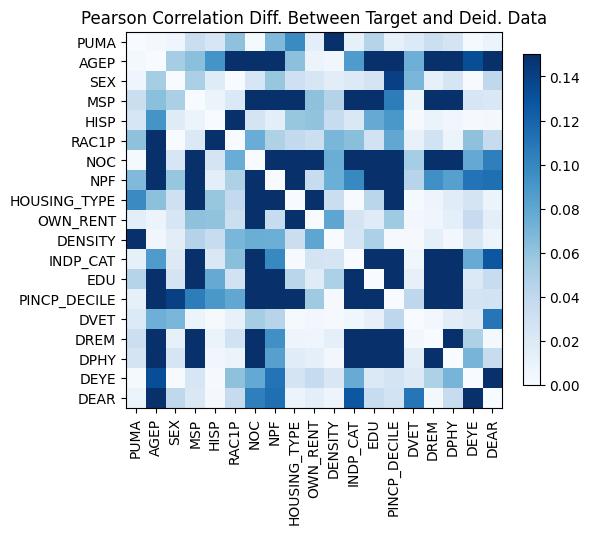 Pearson Correlation Diff. Between Target and Deid. Data
PUMA
AGEP
SEX
MSP
HISP
RAC1P
NOC
NPF
HOUSING_TYPE
OWN_RENT
DENSITY
INDP_CAT
EDU
PINCP_DECILE
DVET
DREM
DPHY
DEYE
DEAR
PUMA
AGEP
SEX
MSP
HISP
RAC1P
NOC
NPF
HOUSING_TYPE
OWN_RENT
DENSITY
INDP_CAT
EDU
PINCP_DECILE
DVET
DREM
DPHY
DEYE
DEAR
0.14
0.12
0.10
0.08
0.06
0.04
0.02
0.00